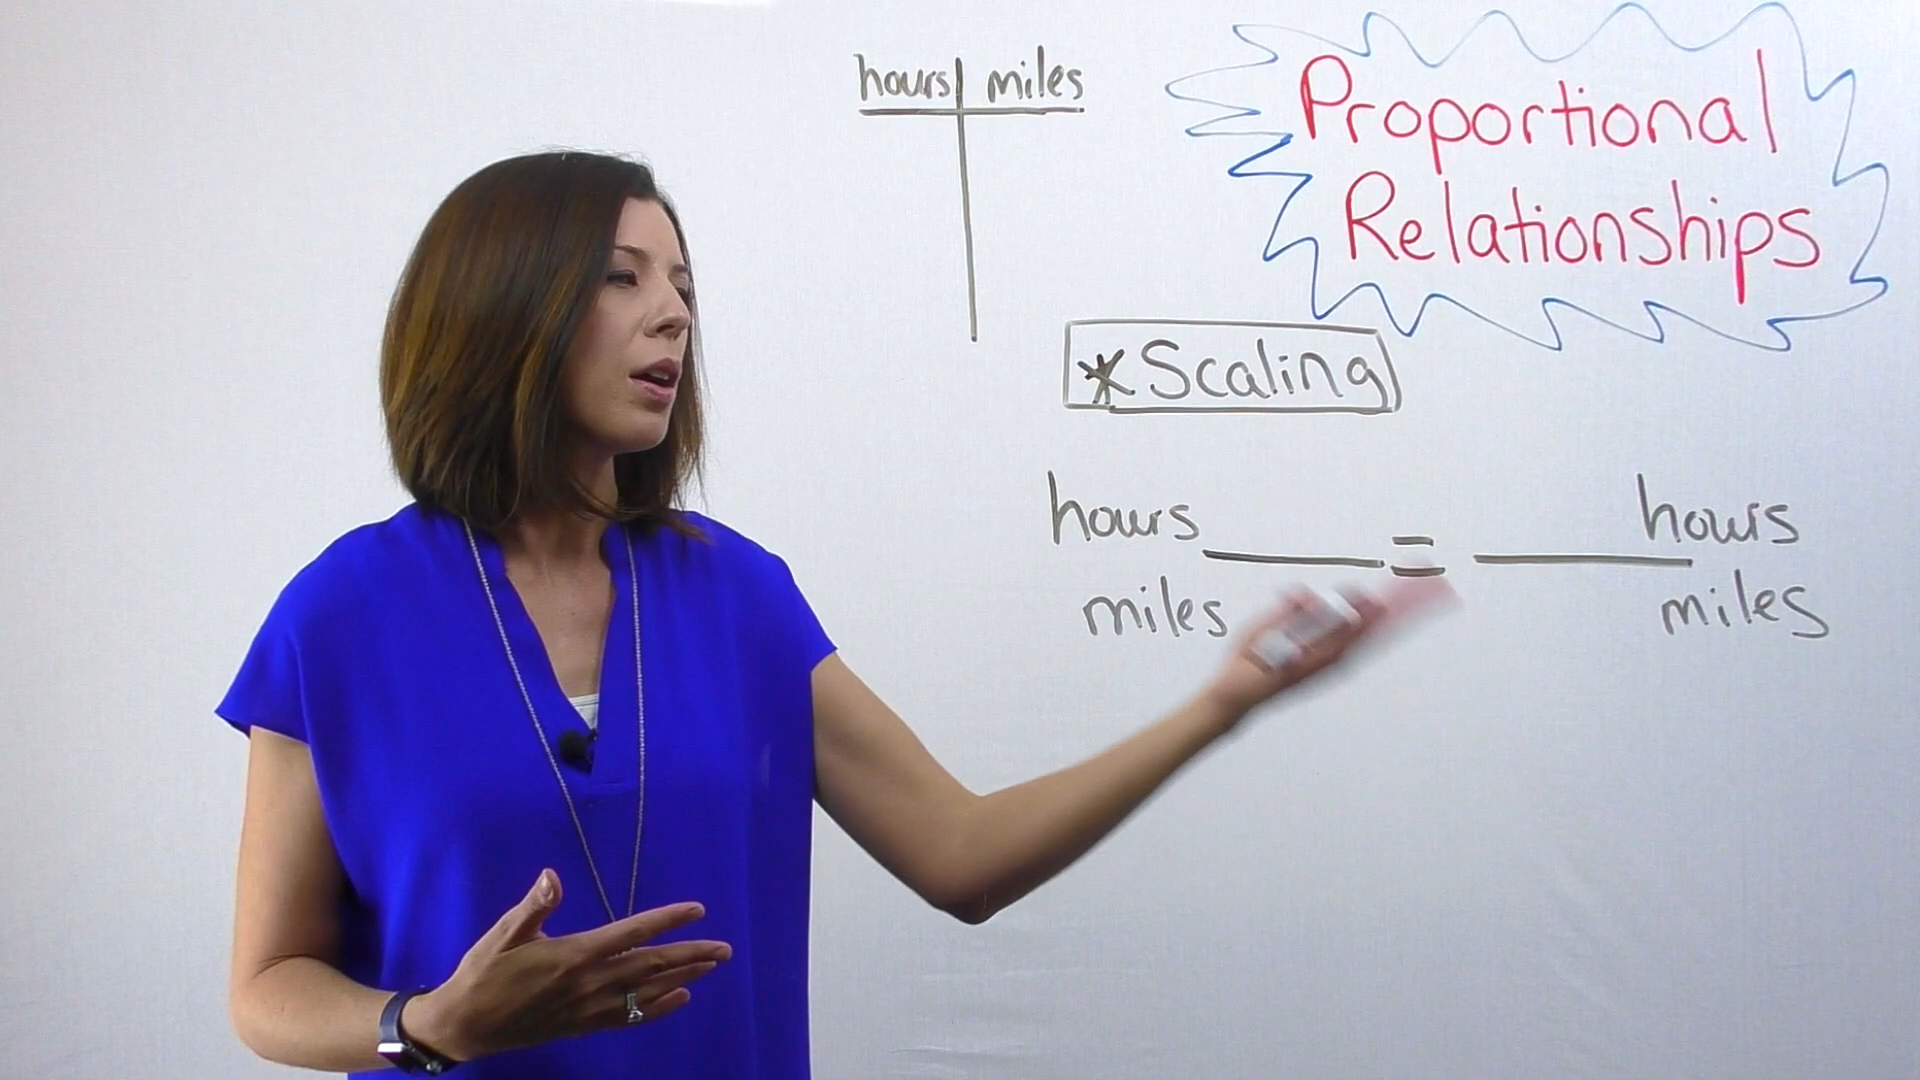 hours miles
Proportional
Relationships
*Scaling
hours = hours
miles miles